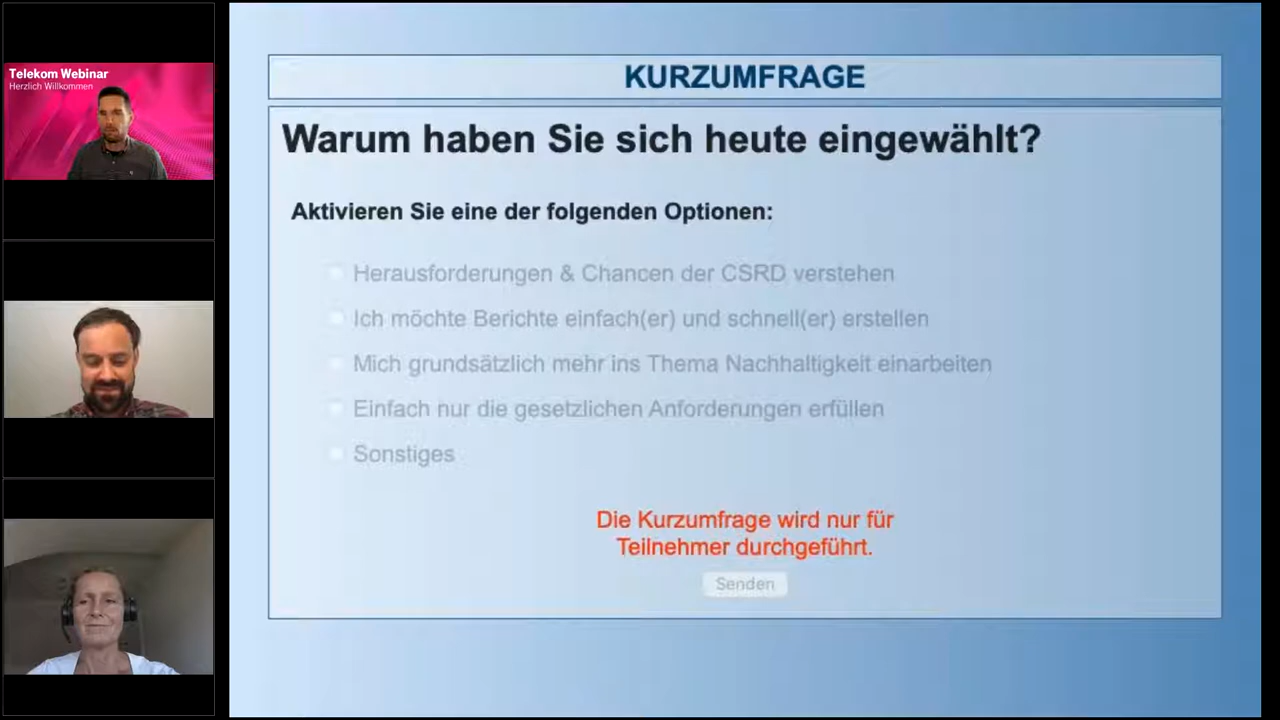 Telekom Webinar
Herzlich Willkommen
KURZUMFRAGE
Warum haben Sie sich heute eingewählt?
Aktivieren Sie eine der folgenden Optionen:
Herausforderungen & Chancen der CSRD verstehen
Ich möchte Berichte einfach(er) und schnell(er) erstellen
Mich grundsätzlich mehr ins Thema Nachhaltigkeit einarbeiten
Einfach nur die gesetzlichen Anforderungen erfüllen
Sonstiges
Die Kurzumfrage wird nur für
Teilnehmer durchgeführt.
Senden